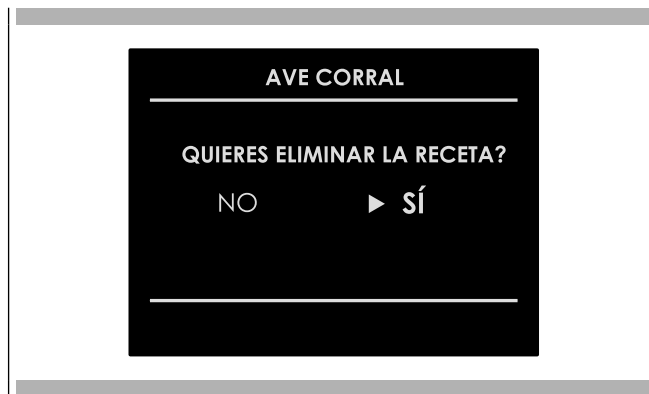 AVE CORRAL
QUIERES ELIMINAR LA RECETA?
NO ▶ SÍ